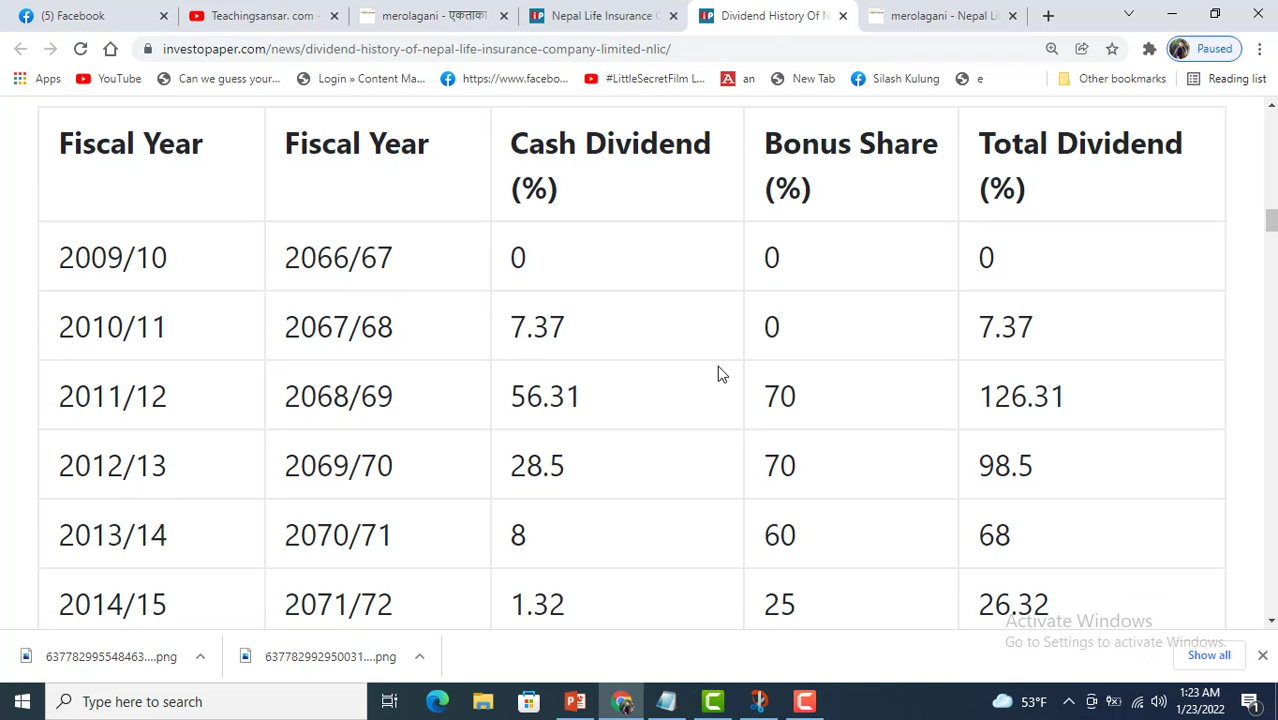 (5) Facebook
Teachingsansar. com -
merolagani - एकताका
Nepal Life Insurance C
Dividend History Of N
merolagani - Nepal Li
investopaper.com/news/dividend-history-of-nepal-life-insurance-company-limited-nlic/
Paused
Apps
YouTube
Can we guess your...
Login » Content Ma...
https://www.facebo...
#LittleSecretFilm L...
an
New Tab
Silash Kulung
e
Other bookmarks
Reading list
Fiscal Year Fiscal Year Cash Dividend (%) Bonus Share (%) Total Dividend (%)
2009/10 2066/67 0 0 0
2010/11 2067/68 7.37 0 7.37
2011/12 2068/69 56.31 70 126.31
2012/13 2069/70 28.5 70 98.5
2013/14 2070/71 8 60 68
2014/15 2071/72 1.32 25 26.32
Activate Windows
Go to Settings to activate Windows.
637782995548463....png
637782992950031....png
Show all
Type here to search
53°F
1:23 AM
1/23/2022